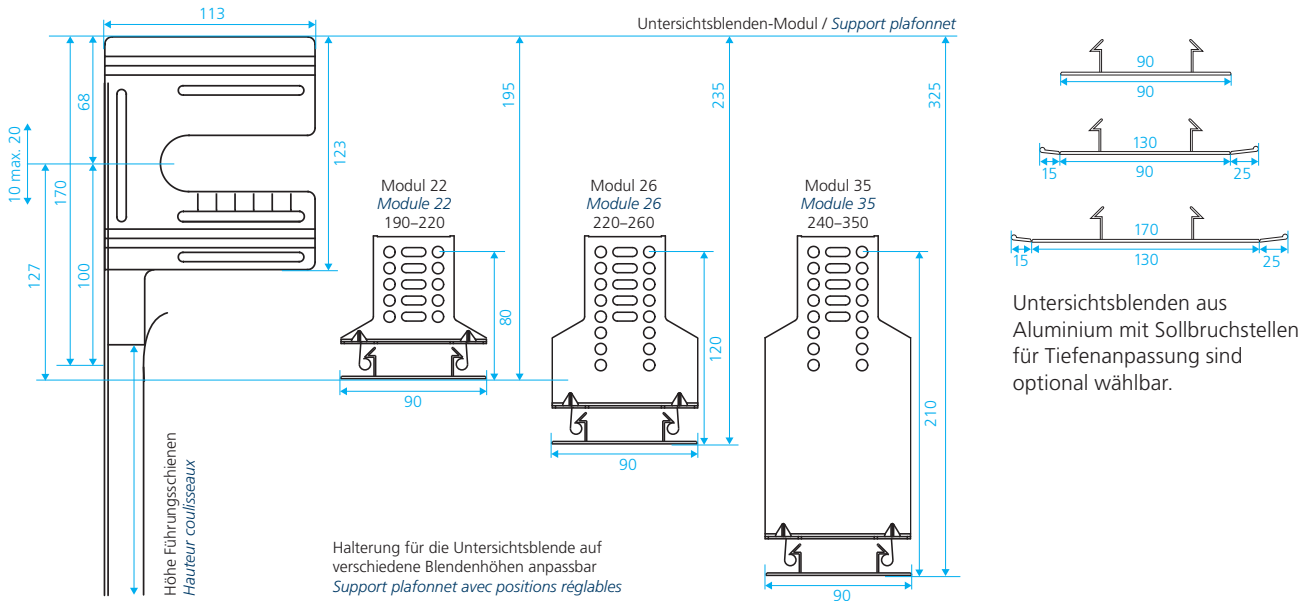 113
Untersichtsblenden-Modul / Support plafonnet
68
10 max. 20
170
127
100
123
195
235
325
Modul 22
Module 22
190–220
80
90
Modul 26
Module 26
220–260
120
90
Modul 35
Module 35
240–350
210
90
Höhe Führungsschienen
Hauteur coulisseaux
Halterung für die Untersichtsblende auf
verschiedene Blendenhöhen anpassbar
Support plafonnet avec positions réglables
90
90
130
15
90
25
170
15
130
25
Untersichtsblenden aus
Aluminium mit Sollbruchstellen
für Tiefenanpassung sind
optional wählbar.